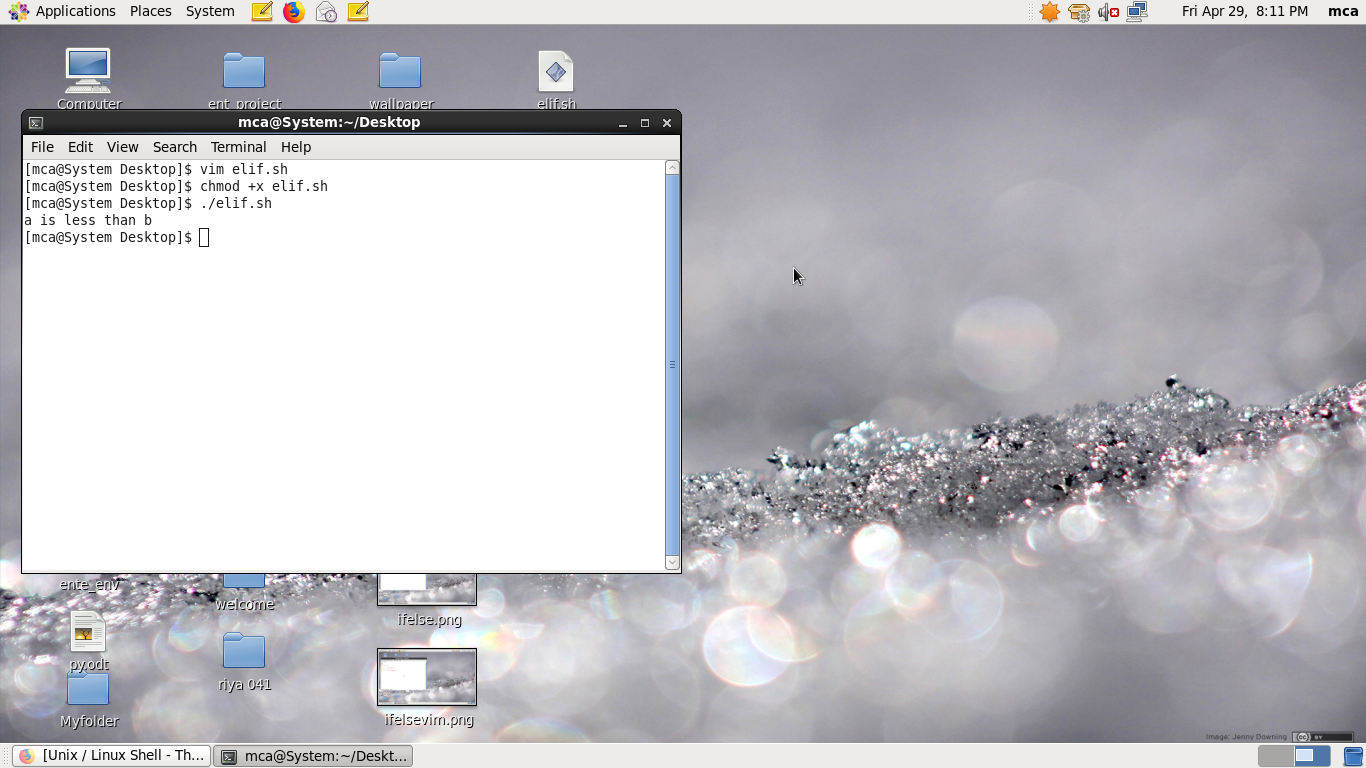 Applications Places System
Fri Apr 29, 8:11 PM mca
Computer
ent_project
wallpaper
elif.sh
mca@System:~/Desktop
File Edit View Search Terminal Help
[mca@System Desktop]$ vim elif.sh
[mca@System Desktop]$ chmod +x elif.sh
[mca@System Desktop]$ ./elif.sh
a is less than b
[mca@System Desktop]$
ente_env
welcome
ifelse.png
py.odt
riya 041
Myfolder
ifelsevim.png
Image: Jenny Downing
cc BY
[Unix / Linux Shell - Th...
mca@System:~/Deskt...